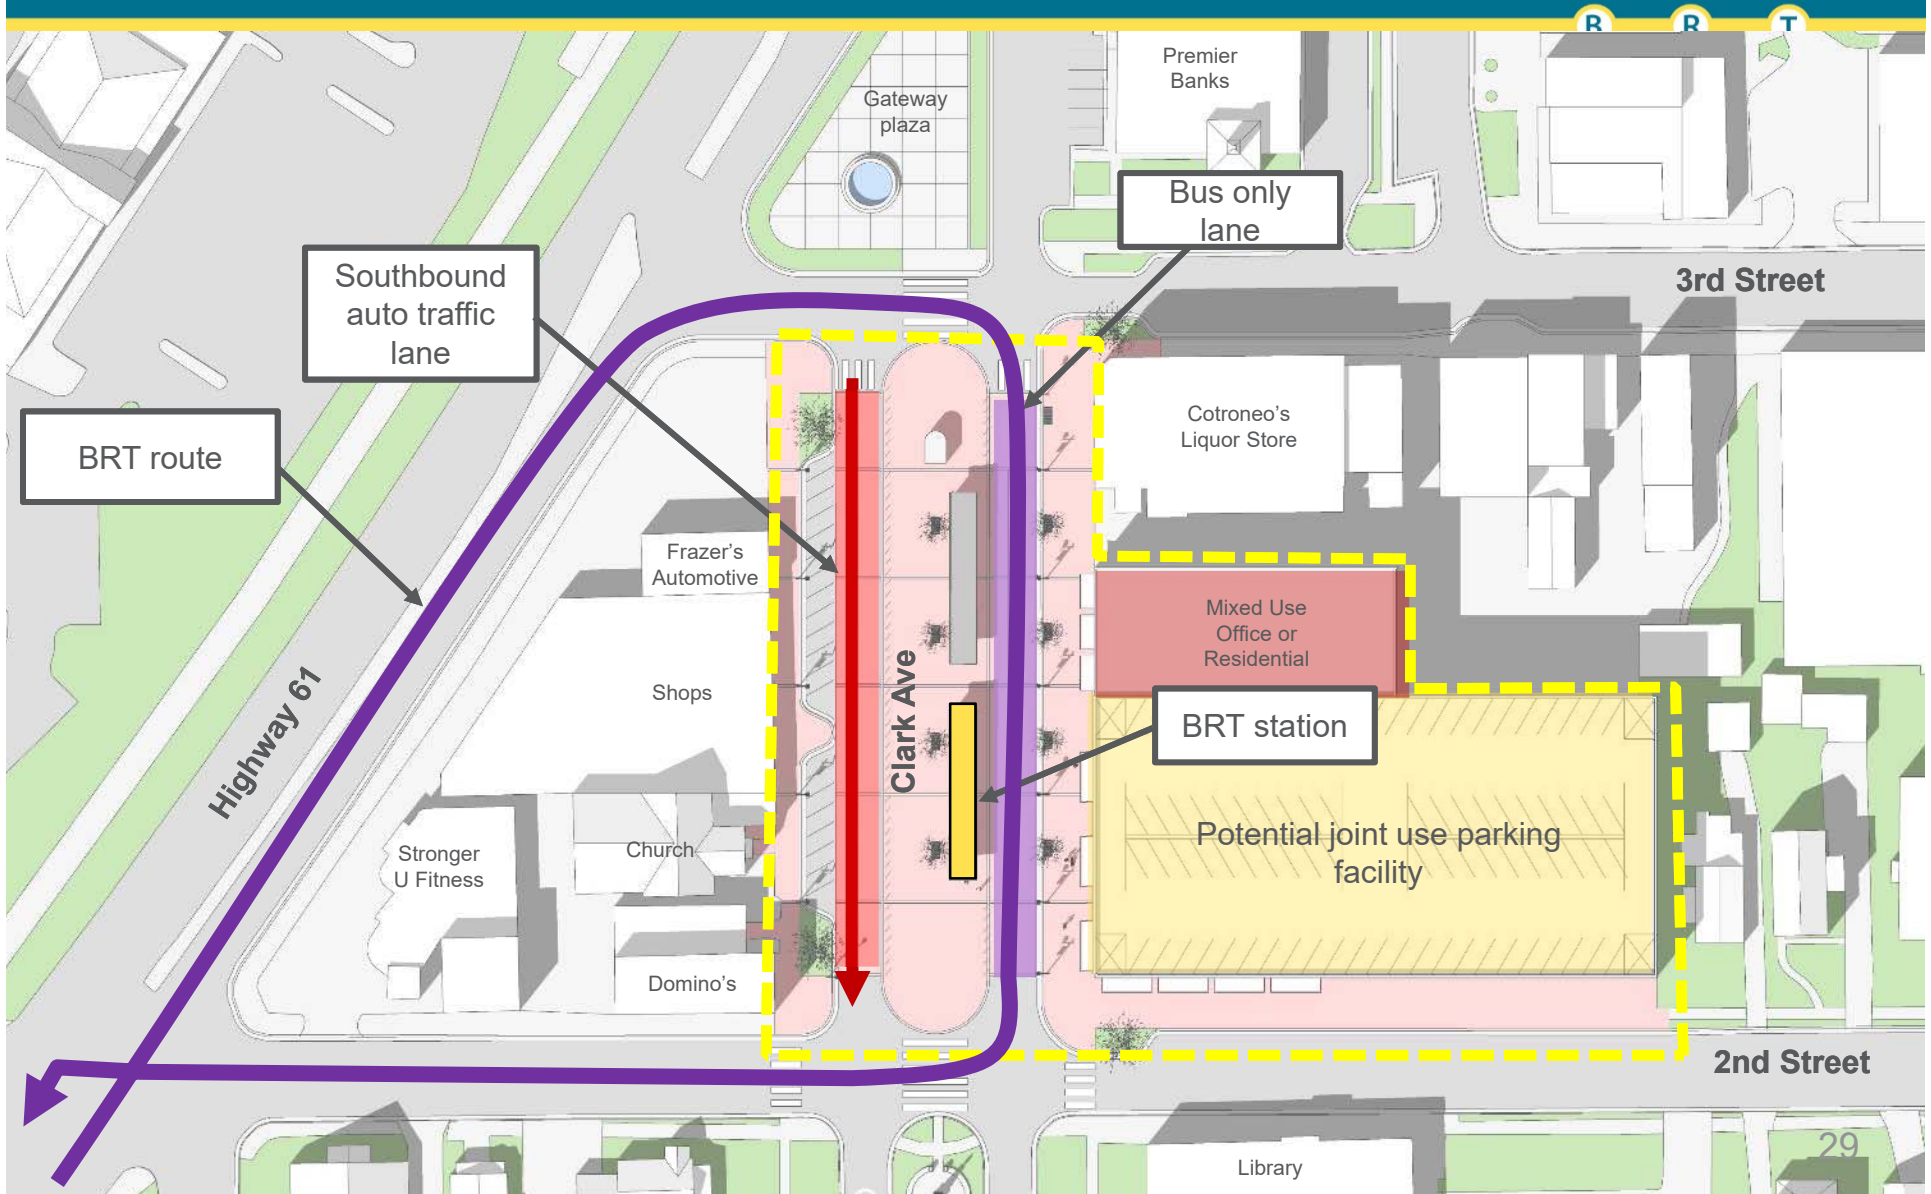 B R T
Premier
Banks
Gateway
plaza
Bus only
lane
Southbound
auto traffic
lane
3rd Street
BRT route
Cotroneo's
Liquor Store
Frazer's
Automotive
Mixed Use
Office or
Residential
Shops
Highway 61
Clark Ave
BRT station
Potential joint use parking
facility
Stronger
U Fitness
Church
Domino's
2nd Street
Library
29